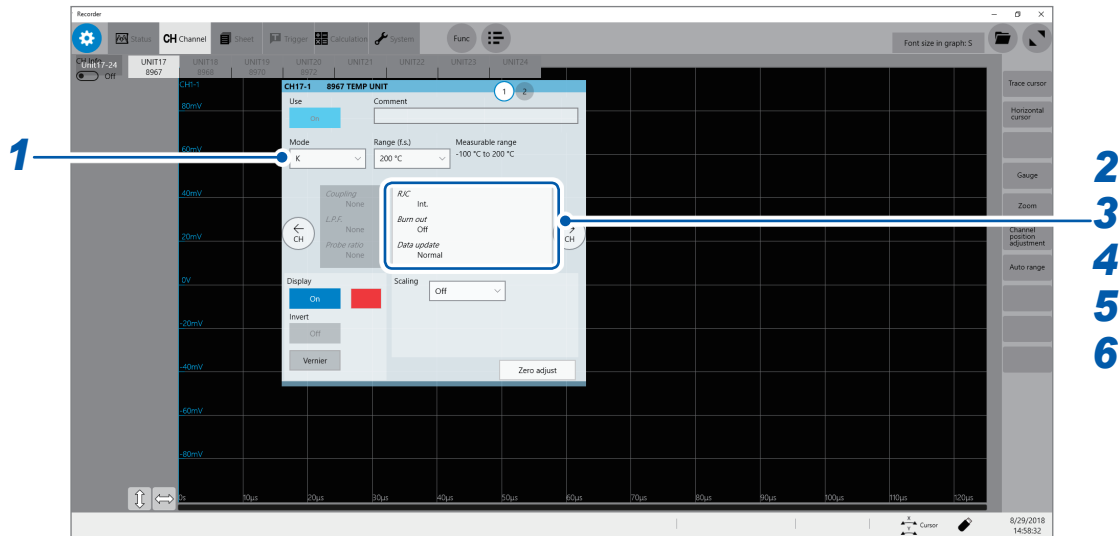 Recorder
Status CH Channel Sheet Trigger Calculation System Func Font size in graph: S
Unit17-24 Off
UNIT17 UNIT18 UNIT19 UNIT20 UNIT21 UNIT22 UNIT23 UNIT24
8967 8968 8970 8972
CH1-1
CH17-1 8967 TEMP UNIT 1 2
Use Comment
On
Mode Range (f.s.) Measurable range
K 200 °C -100 °C to 200 °C
Coupling
None
L.P.F.
None
Probe ratio
None
RJC
Int.
Burn out
Off
Data update
Normal
← CH
→ CH
Display Scaling
On Off
Invert
Off
Vernier Zero adjust
80mV
60mV
40mV
20mV
0V
-20mV
-40mV
-60mV
-80mV
0s 10µs 20µs 30µs 40µs 50µs 60µs 70µs 80µs 90µs 100µs 110µs 120µs
Trace cursor
Horizontal
cursor
Gauge
Zoom
Channel
position
adjustment
Auto range
X
Y
Cursor
8/29/2018
14:58:32
1
2
3
4
5
6